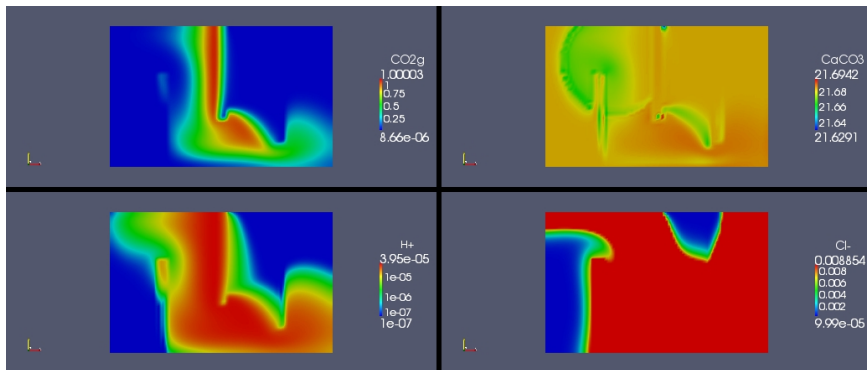 CO2g
1.00003
1
0.75
0.5
0.25
8.66e-06
CaCO3
21.6942
21.68
21.66
21.64
21.6291
H+
3.95e-05
1e-05
1e-06
1e-07
1e-07
Cl-
0.008854
0.008
0.006
0.004
0.002
9.99e-05